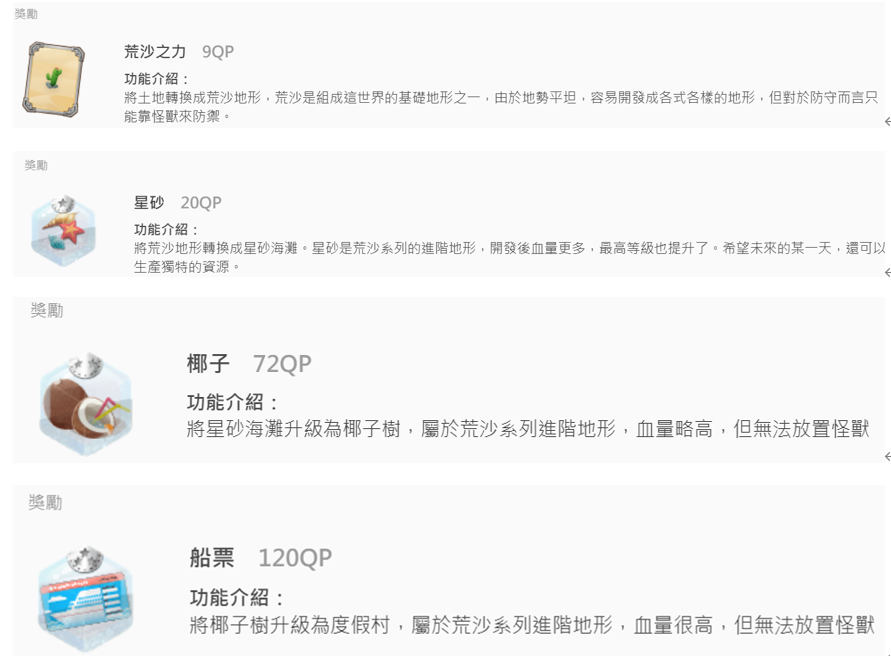 獎勵
荒沙之力 9QP
功能介紹：
將土地轉換成荒沙地形，荒沙是組成這世界的基礎地形之一，由於地勢平坦，容易開發成各式各樣的地形，但對於防守而言只
能靠怪獸來防禦。
獎勵
星砂 20QP
功能介紹：
將荒沙地形轉換成星砂海灘。星砂是荒沙系列的進階地形，開發後血量更多，最高等級也提升了。希望未來的某一天，還可以
生產獨特的資源。
獎勵
椰子 72QP
功能介紹：
將星砂海灘升級為椰子樹，屬於荒沙系列進階地形，血量略高，但無法放置怪獸
獎勵
船票 120QP
功能介紹：
將椰子樹升級為度假村，屬於荒沙系列進階地形，血量很高，但無法放置怪獸